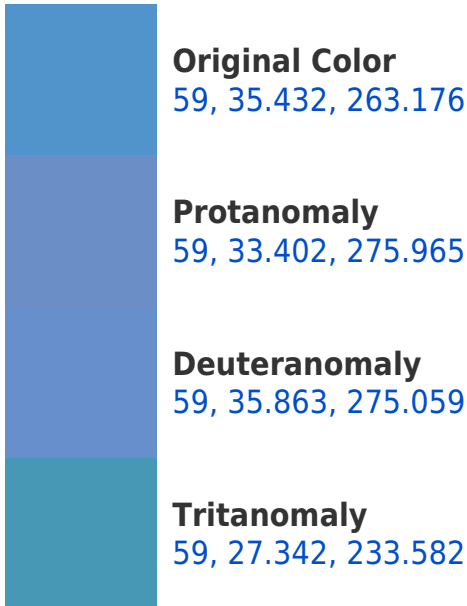 Original Color
59, 35.432, 263.176
Protanomaly
59, 33.402, 275.965
Deuteranomaly
59, 35.863, 275.059
Tritanomaly
59, 27.342, 233.582